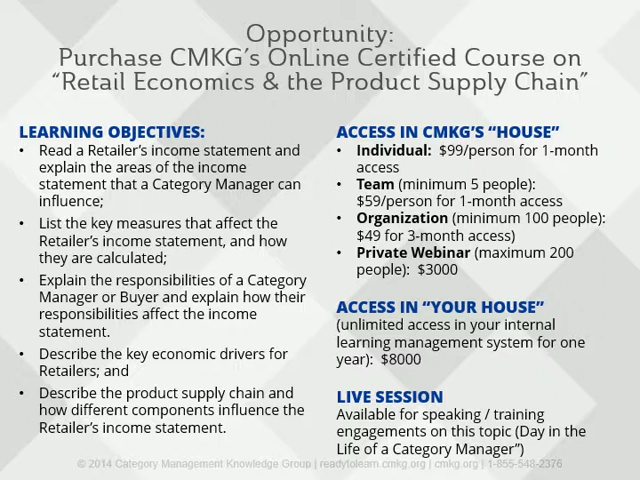 Opportunity:
Purchase CMKG's OnLine Certified Course on
“Retail Economics & the Product Supply Chain”
LEARNING OBJECTIVES:
• Read a Retailer's income statement and
explain the areas of the income
statement that a Category Manager can
influence;
• List the key measures that affect the
Retailer's income statement, and how
they are calculated;
• Explain the responsibilities of a Category
Manager or Buyer and explain how their
responsibilities affect the income
statement.
• Describe the key economic drivers for
Retailers; and
• Describe the product supply chain and
how different components influence the
Retailer's income statement.
ACCESS IN CMKG'S “HOUSE”
• Individual: $99/person for 1-month
access
• Team (minimum 5 people):
$59/person for 1-month access
• Organization (minimum 100 people):
$49 for 3-month access)
• Private Webinar (maximum 200
people): $3000
ACCESS IN “YOUR HOUSE”
(unlimited access in your internal
learning management system for one
year): $8000
LIVE SESSION
Available for speaking / training
engagements on this topic (Day in the
Life of a Category Manager”)
© 2014 Category Management Knowledge Group | readytolearn.cmkg.org | cmkg.org | 1-855-548-2376